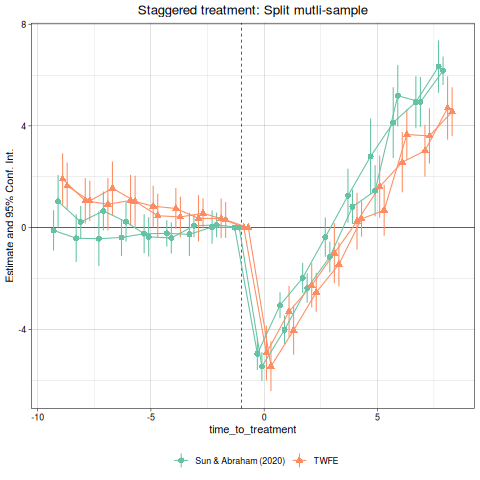 Staggered treatment: Split mutli-sample
Estimate and 95% Conf. Int.
8
4
0
-4
-10
-5
0
5
time_to_treatment
Sun & Abraham (2020)
TWFE